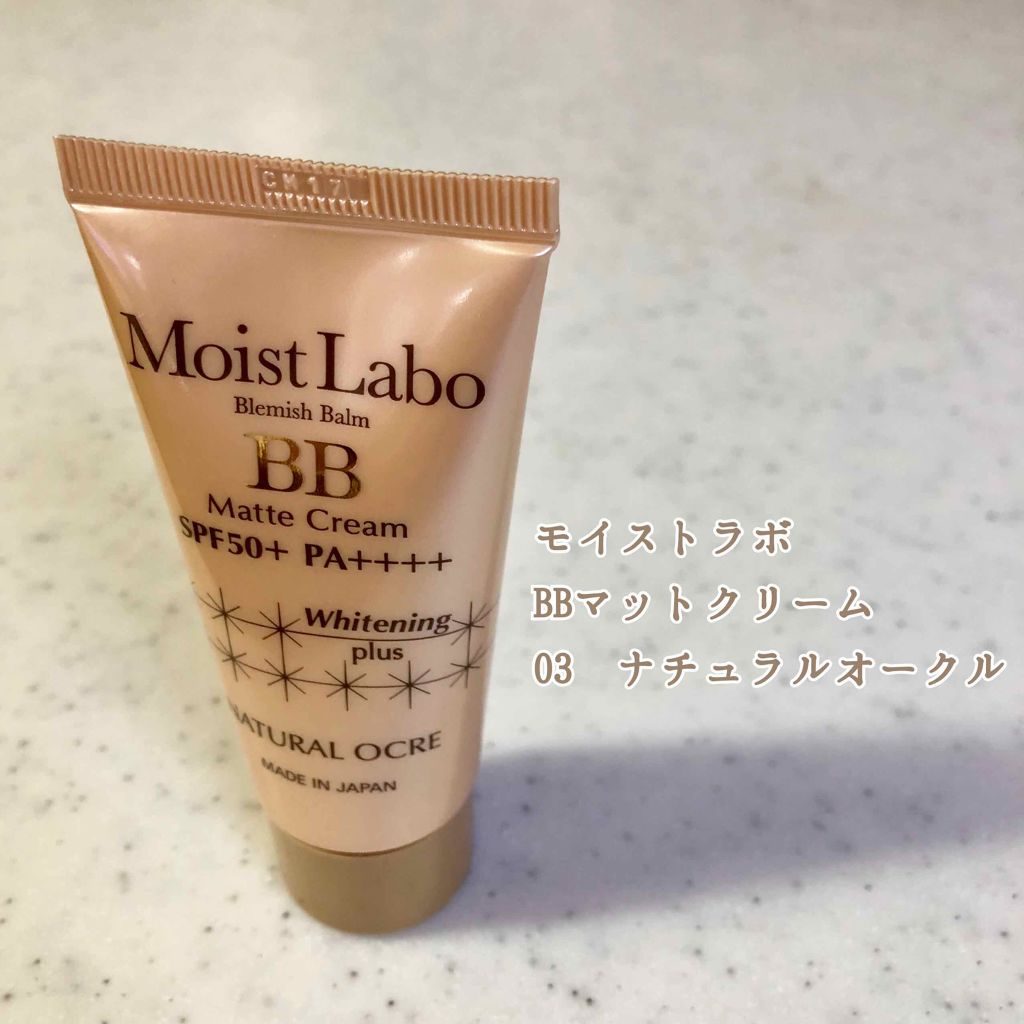 CM17
Moist Labo
Blemish Balm
BB
Matte Cream
SPF50+ PA++++
Whitening
plus
NATURAL OCRE
MADE IN JAPAN
モイストラボ
BBマットクリーム
03 ナチュラルオークル